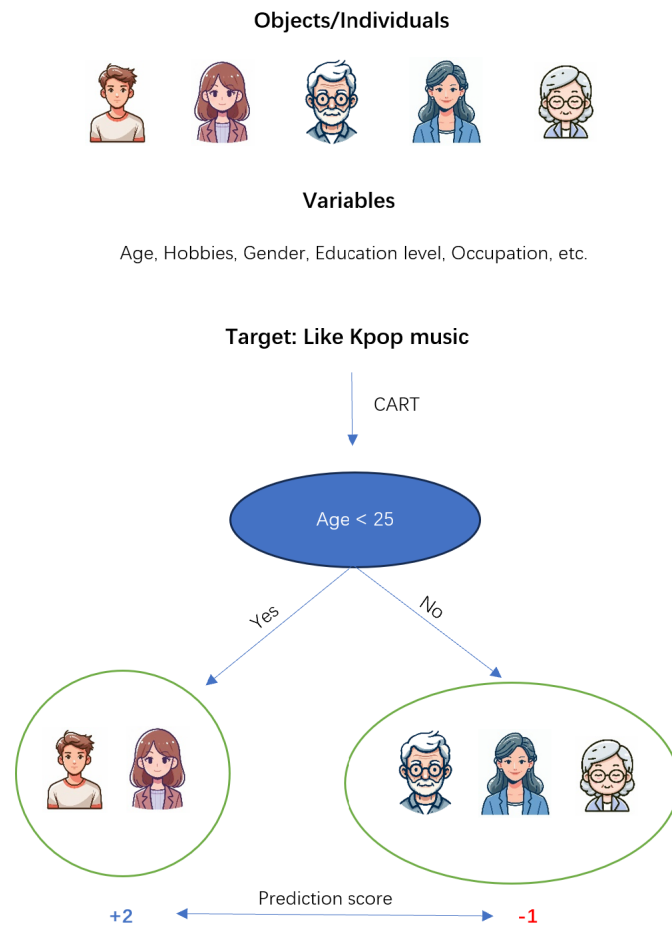 Objects/Individuals
Variables
Age, Hobbies, Gender, Education level, Occupation, etc.
Target: Like Kpop music
CART
Age < 25
Yes
No
Prediction score
+2
-1